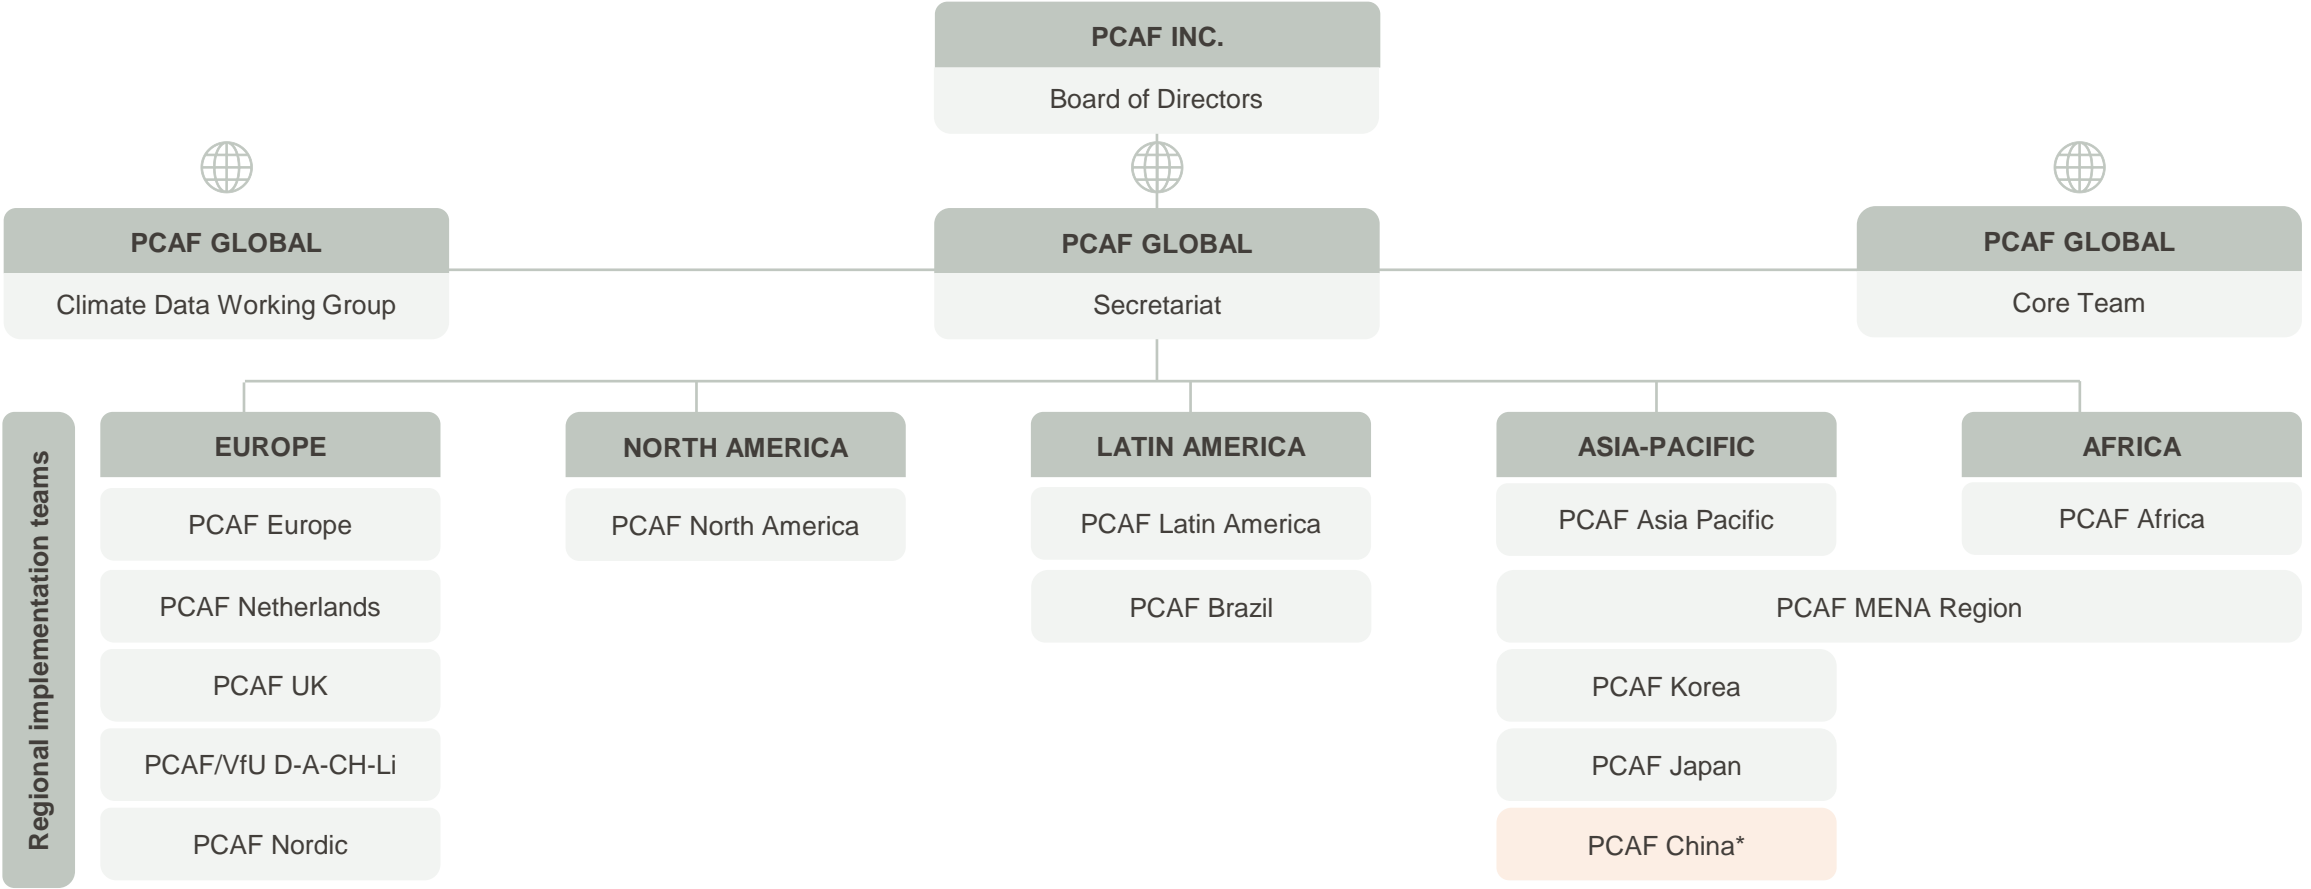 PCAF INC.
Board of Directors
PCAF GLOBAL
Climate Data Working Group
PCAF GLOBAL
Secretariat
PCAF GLOBAL
Core Team
Regional implementation teams
EUROPE
PCAF Europe
PCAF Netherlands
PCAF UK
PCAF/VfU D-A-CH-Li
PCAF Nordic
NORTH AMERICA
PCAF North America
LATIN AMERICA
PCAF Latin America
PCAF Brazil
ASIA-PACIFIC
PCAF Asia Pacific
AFRICA
PCAF Africa
PCAF MENA Region
PCAF Korea
PCAF Japan
PCAF China*